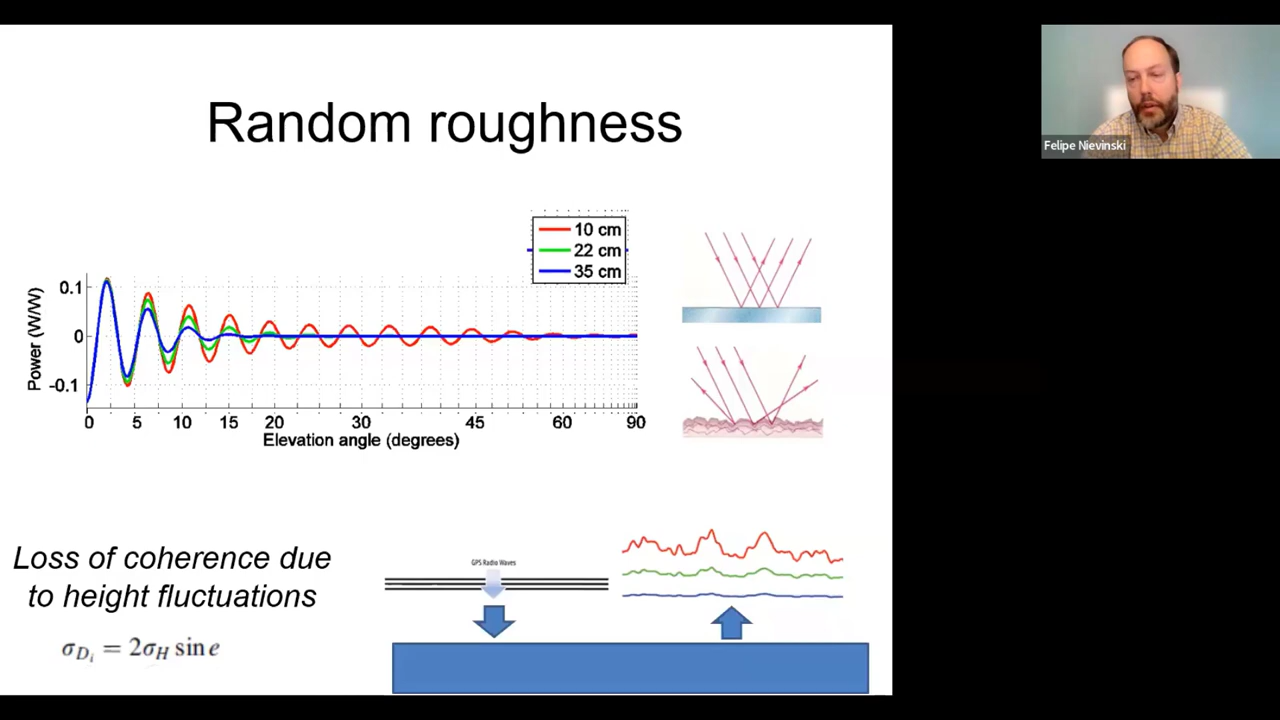 Random roughness
10 cm
22 cm
35 cm
Power (W/W)
0.1
0
-0.1
0 5 10 15 20 30 45 60 90
Elevation angle (degrees)
Loss of coherence due
to height fluctuations
σDᵢ = 2σH sin e
GPS Radio Waves
Felipe Nievinski